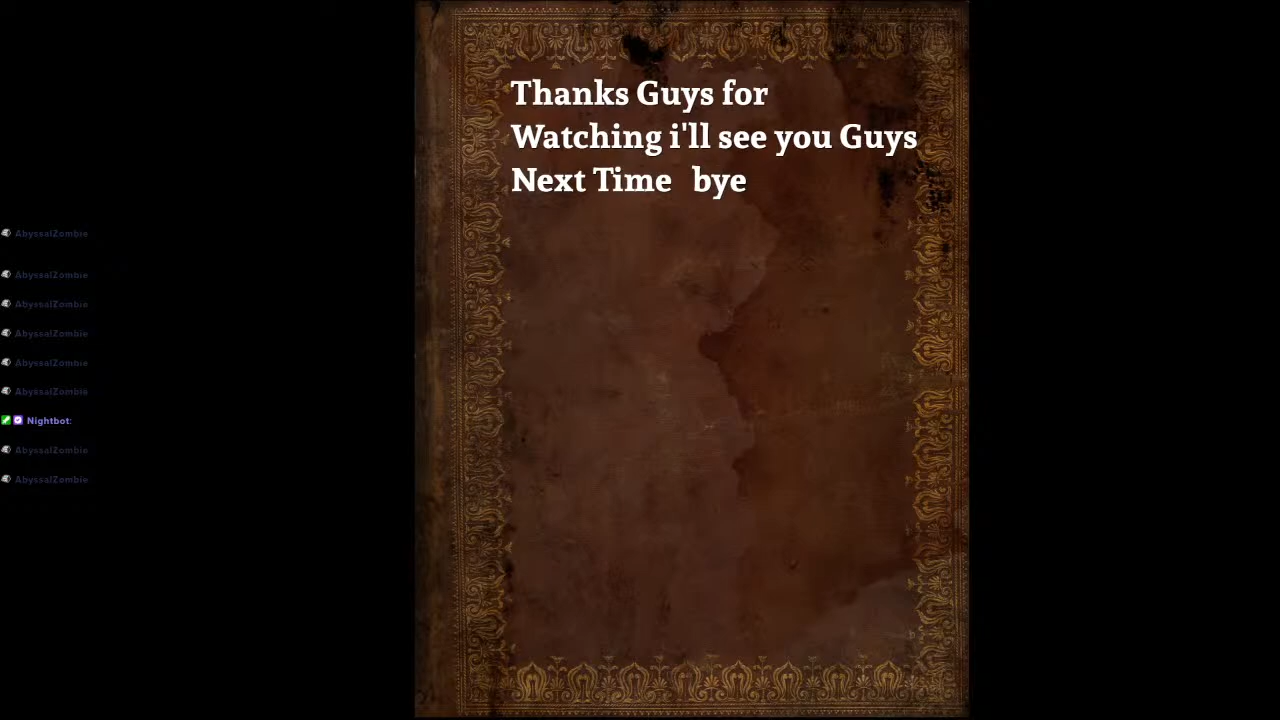 Thanks Guys for
Watching i'll see you Guys
Next Time   bye
AbyssalZombie
AbyssalZombie
AbyssalZombie
AbyssalZombie
AbyssalZombie
AbyssalZombie
Nightbot:
AbyssalZombie
AbyssalZombie